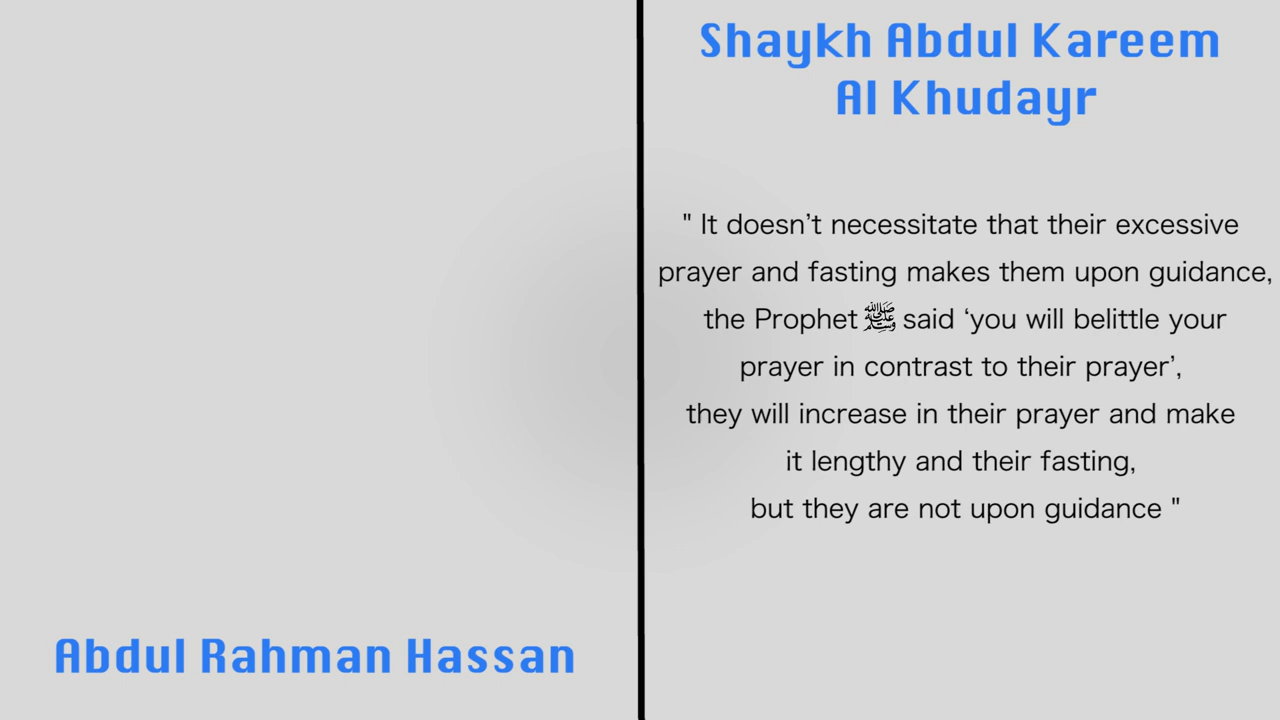 Shaykh Abdul Kareem
Al Khudayr
" It doesn’t necessitate that their excessive
prayer and fasting makes them upon guidance,
the Prophet ﷺ said ‘you will belittle your
prayer in contrast to their prayer’,
they will increase in their prayer and make
it lengthy and their fasting,
but they are not upon guidance "
Abdul Rahman Hassan